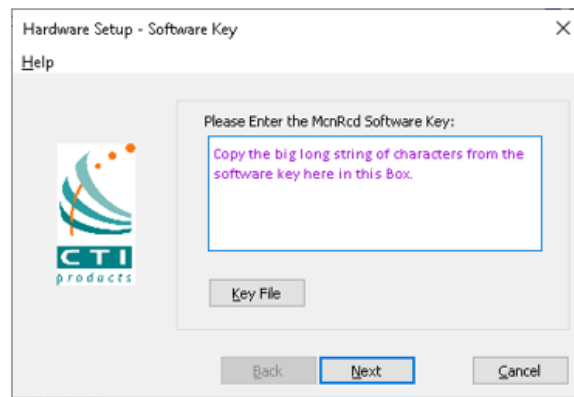 Hardware Setup - Software Key
Help
Please Enter the McnRcd Software Key:
Copy the big long string of characters from the
software key here in this Box.
CTI
products
Key File
Back
Next
Cancel